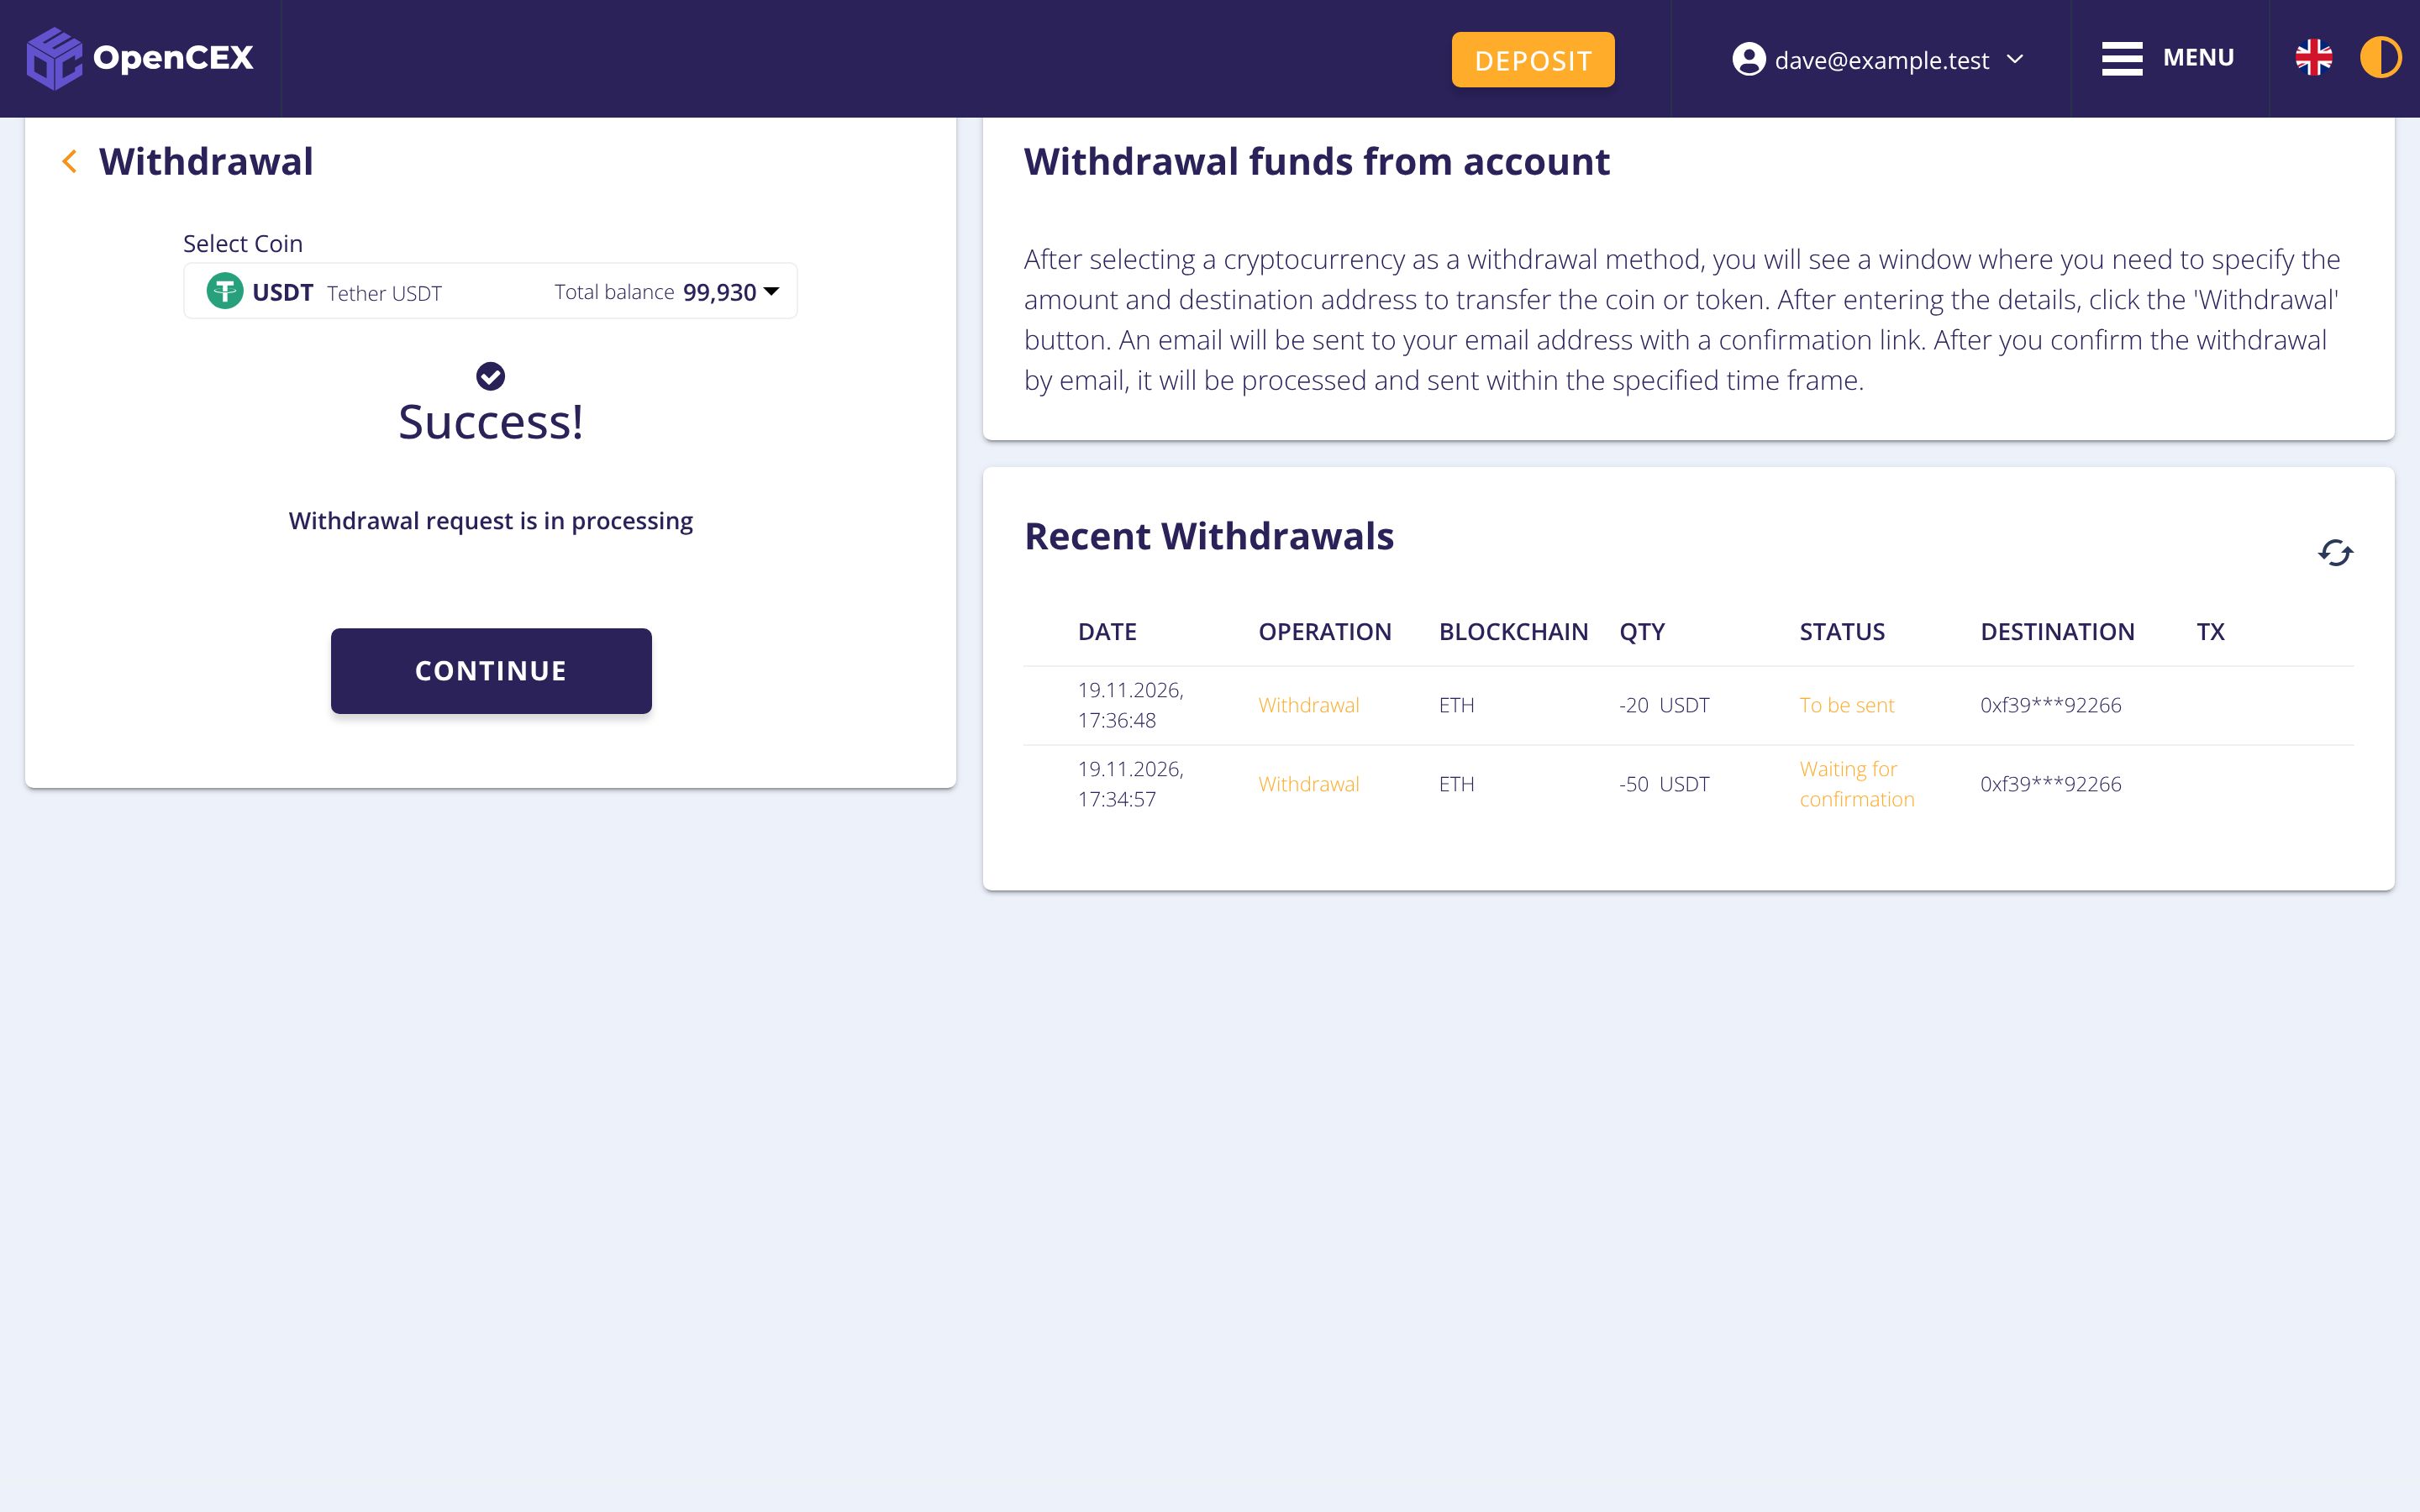 OpenCEX
DEPOSIT
dave@example.test
MENU
Withdrawal
Select Coin
USDT Tether USDT Total balance 99,930
Success!
Withdrawal request is in processing
CONTINUE
Withdrawal funds from account
After selecting a cryptocurrency as a withdrawal method, you will see a window where you need to specify the
amount and destination address to transfer the coin or token. After entering the details, click the 'Withdrawal'
button. An email will be sent to your email address with a confirmation link. After you confirm the withdrawal
by email, it will be processed and sent within the specified time frame.
Recent Withdrawals
DATE OPERATION BLOCKCHAIN QTY STATUS DESTINATION TX
19.11.2026,
17:36:48
Withdrawal ETH -20 USDT To be sent 0xf39***92266
19.11.2026,
17:34:57
Withdrawal ETH -50 USDT
Waiting for
confirmation
0xf39***92266